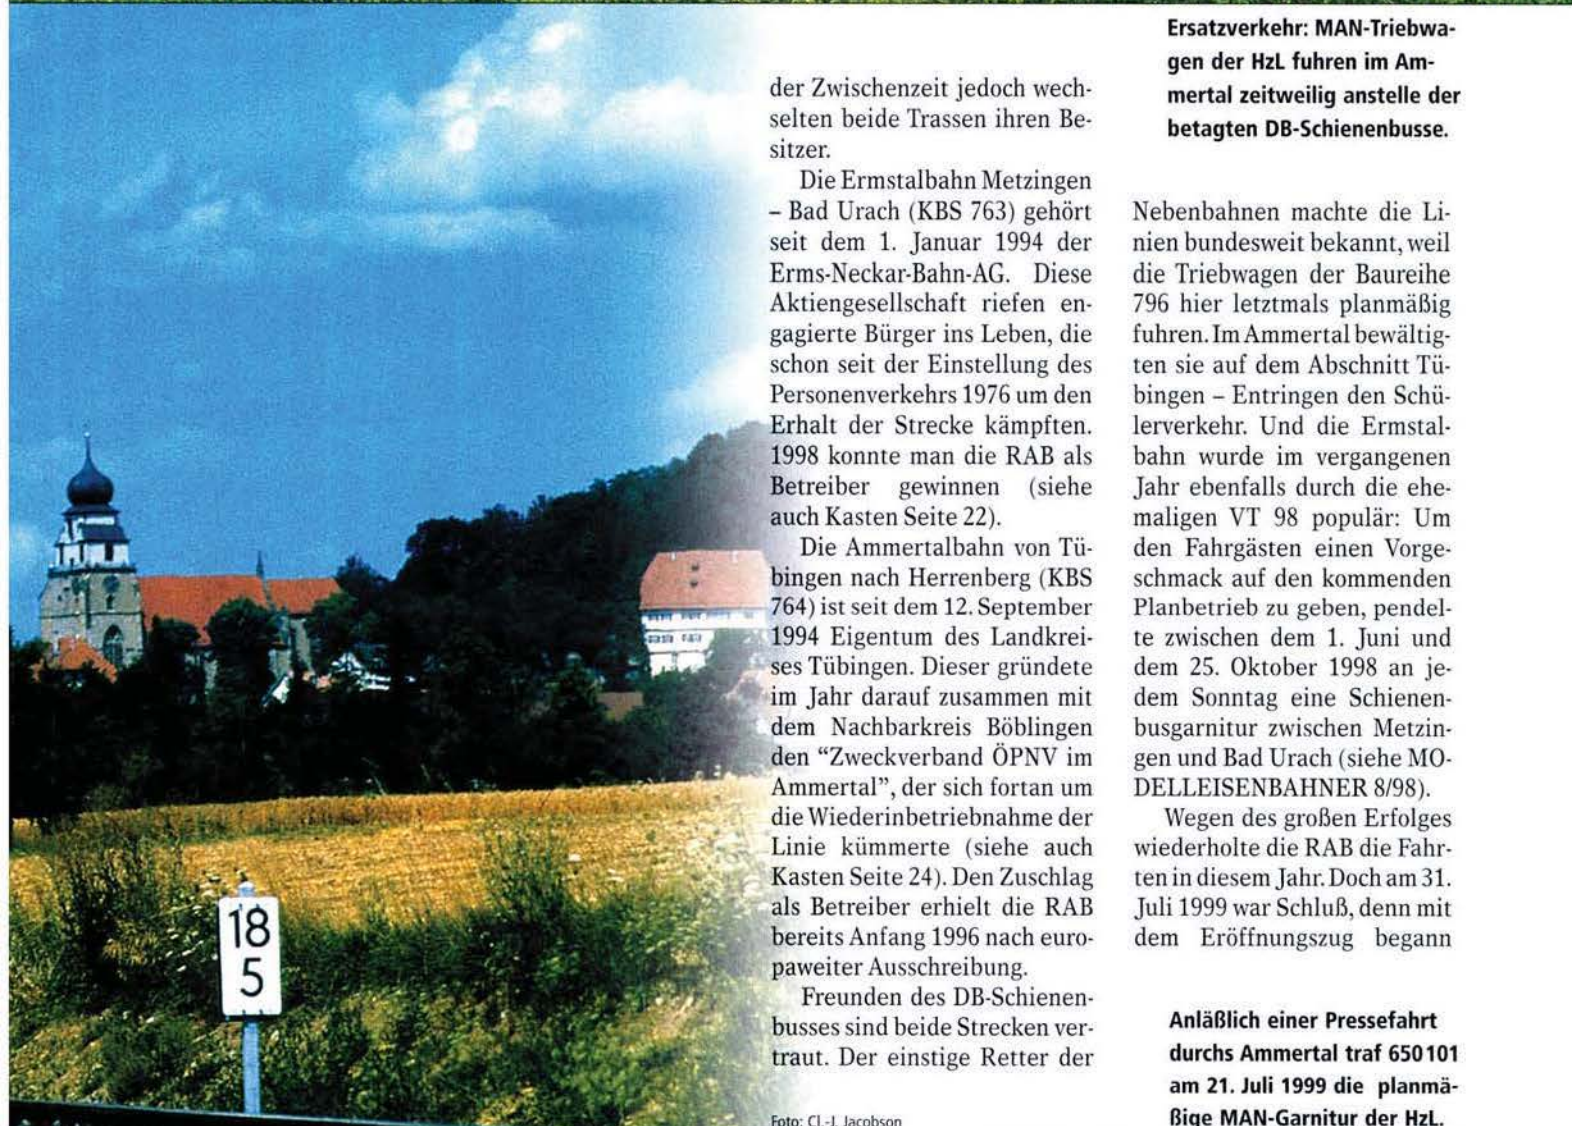 der Zwischenzeit jedoch wech-
selten beide Trassen ihren Be-
sitzer.
Die Ermstalbahn Metzingen
– Bad Urach (KBS 763) gehört
seit dem 1. Januar 1994 der
Erms-Neckar-Bahn-AG. Diese
Aktiengesellschaft riefen en-
gagierte Bürger ins Leben, die
schon seit der Einstellung des
Personenverkehrs 1976 um den
Erhalt der Strecke kämpften.
1998 konnte man die RAB als
Betreiber gewinnen (siehe
auch Kasten Seite 22).
Die Ammertalbahn von Tü-
bingen nach Herrenberg (KBS
764) ist seit dem 12. September
1994 Eigentum des Landkrei-
ses Tübingen. Dieser gründete
im Jahr darauf zusammen mit
dem Nachbarkreis Böblingen
den “Zweckverband ÖPNV im
Ammertal”, der sich fortan um
die Wiederinbetriebnahme der
Linie kümmerte (siehe auch
Kasten Seite 24). Den Zuschlag
als Betreiber erhielt die RAB
bereits Anfang 1996 nach euro-
paweiter Ausschreibung.
Freunden des DB-Schienen-
busses sind beide Strecken ver-
traut. Der einstige Retter der
Foto: Cl.-J. Jacobson
Ersatzverkehr: MAN-Triebwa-
gen der HzL fuhren im Am-
mertal zeitweilig anstelle der
betagten DB-Schienenbusse.
Nebenbahnen machte die Li-
nien bundesweit bekannt, weil
die Triebwagen der Baureihe
796 hier letztmals planmäßig
fuhren. Im Ammertal bewältig-
ten sie auf dem Abschnitt Tü-
bingen – Entringen den Schü-
lerverkehr. Und die Ermstal-
bahn wurde im vergangenen
Jahr ebenfalls durch die ehe-
maligen VT 98 populär: Um
den Fahrgästen einen Vorge-
schmack auf den kommenden
Planbetrieb zu geben, pendel-
te zwischen dem 1. Juni und
dem 25. Oktober 1998 an je-
dem Sonntag eine Schienen-
busgarnitur zwischen Metzin-
gen und Bad Urach (siehe MO-
DELLEISENBAHNER 8/98).
Wegen des großen Erfolges
wiederholte die RAB die Fahr-
ten in diesem Jahr. Doch am 31.
Juli 1999 war Schluß, denn mit
dem Eröffnungszug begann
Anläßlich einer Pressefahrt
durchs Ammertal traf 650 101
am 21. Juli 1999 die planmä-
ßige MAN-Garnitur der HzL.
18
5